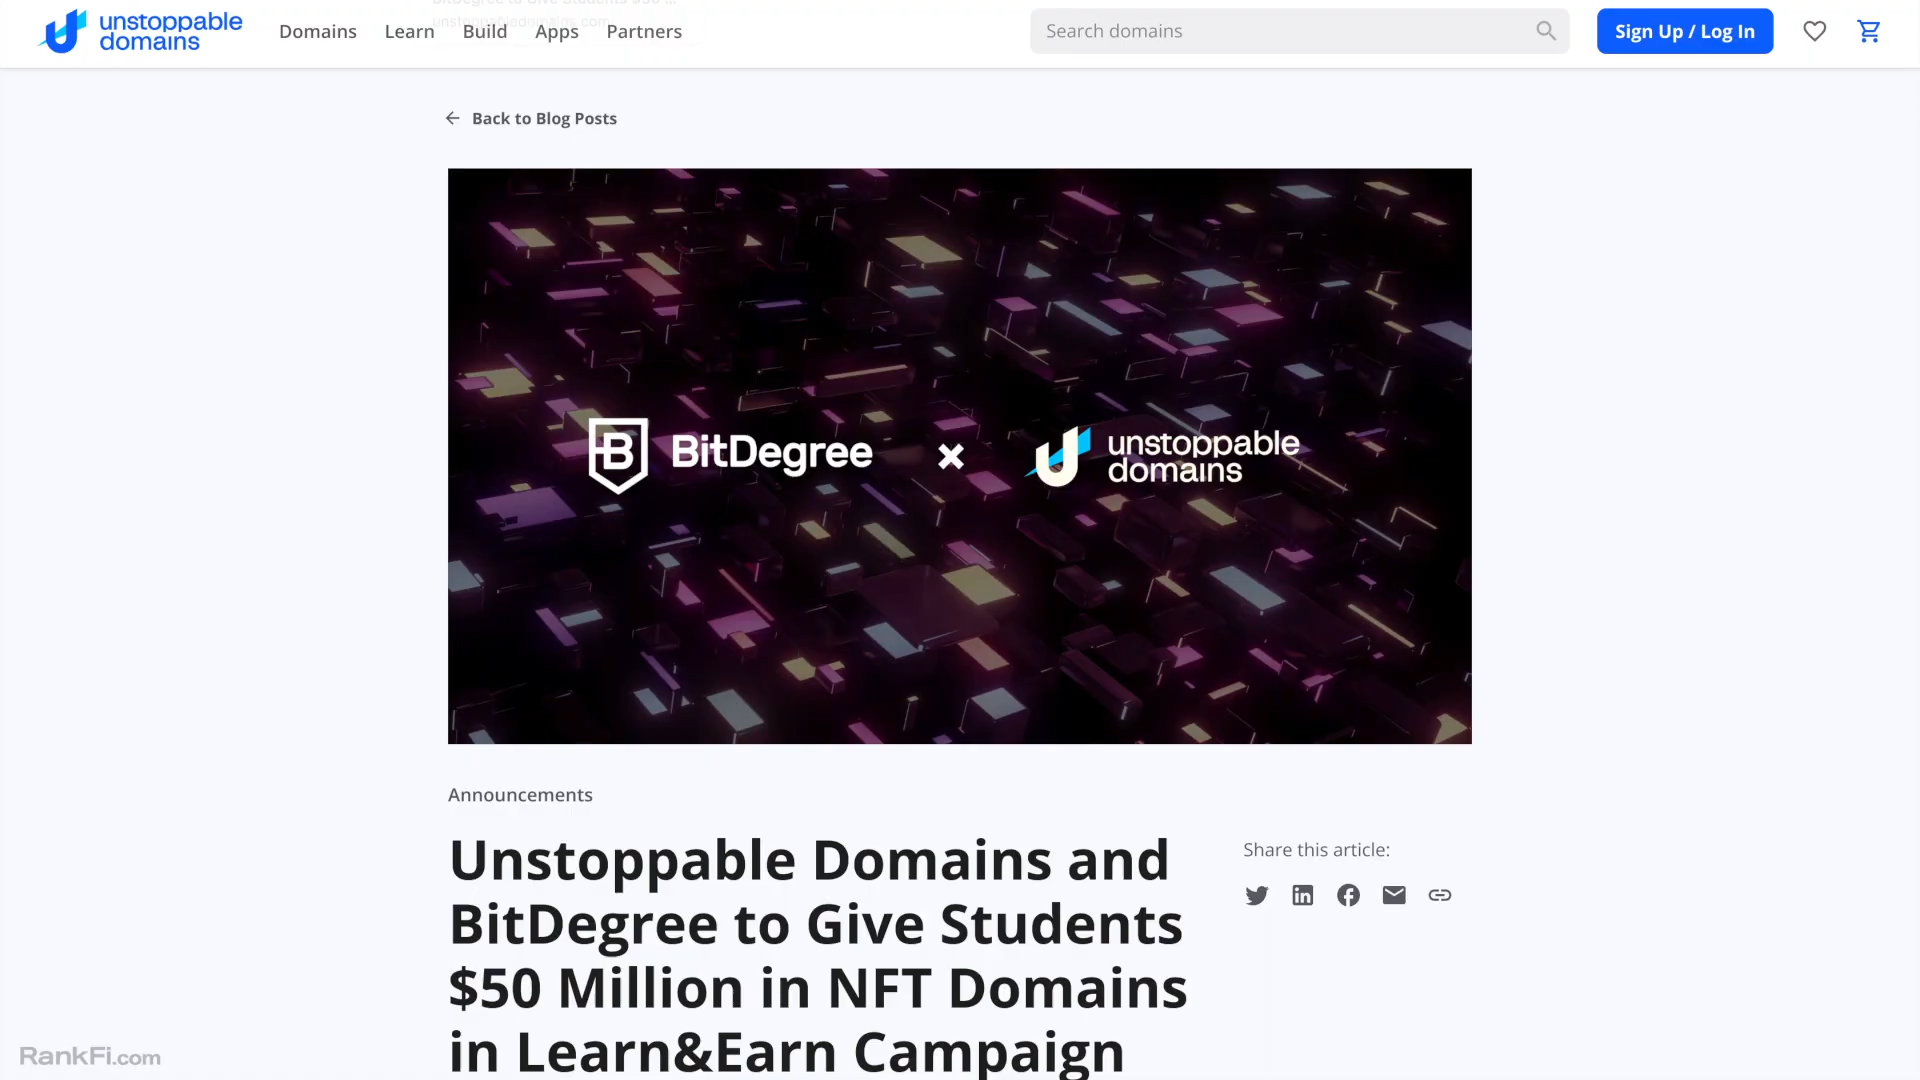 unstoppable
domains
Domains
Learn
Build
Apps
Partners
Search domains
Sign Up / Log In
Back to Blog Posts
BitDegree
unstoppable
domains
Announcements
Unstoppable Domains and
BitDegree to Give Students
$50 Million in NFT Domains
in Learn&Earn Campaign
Share this article:
RankFi.com